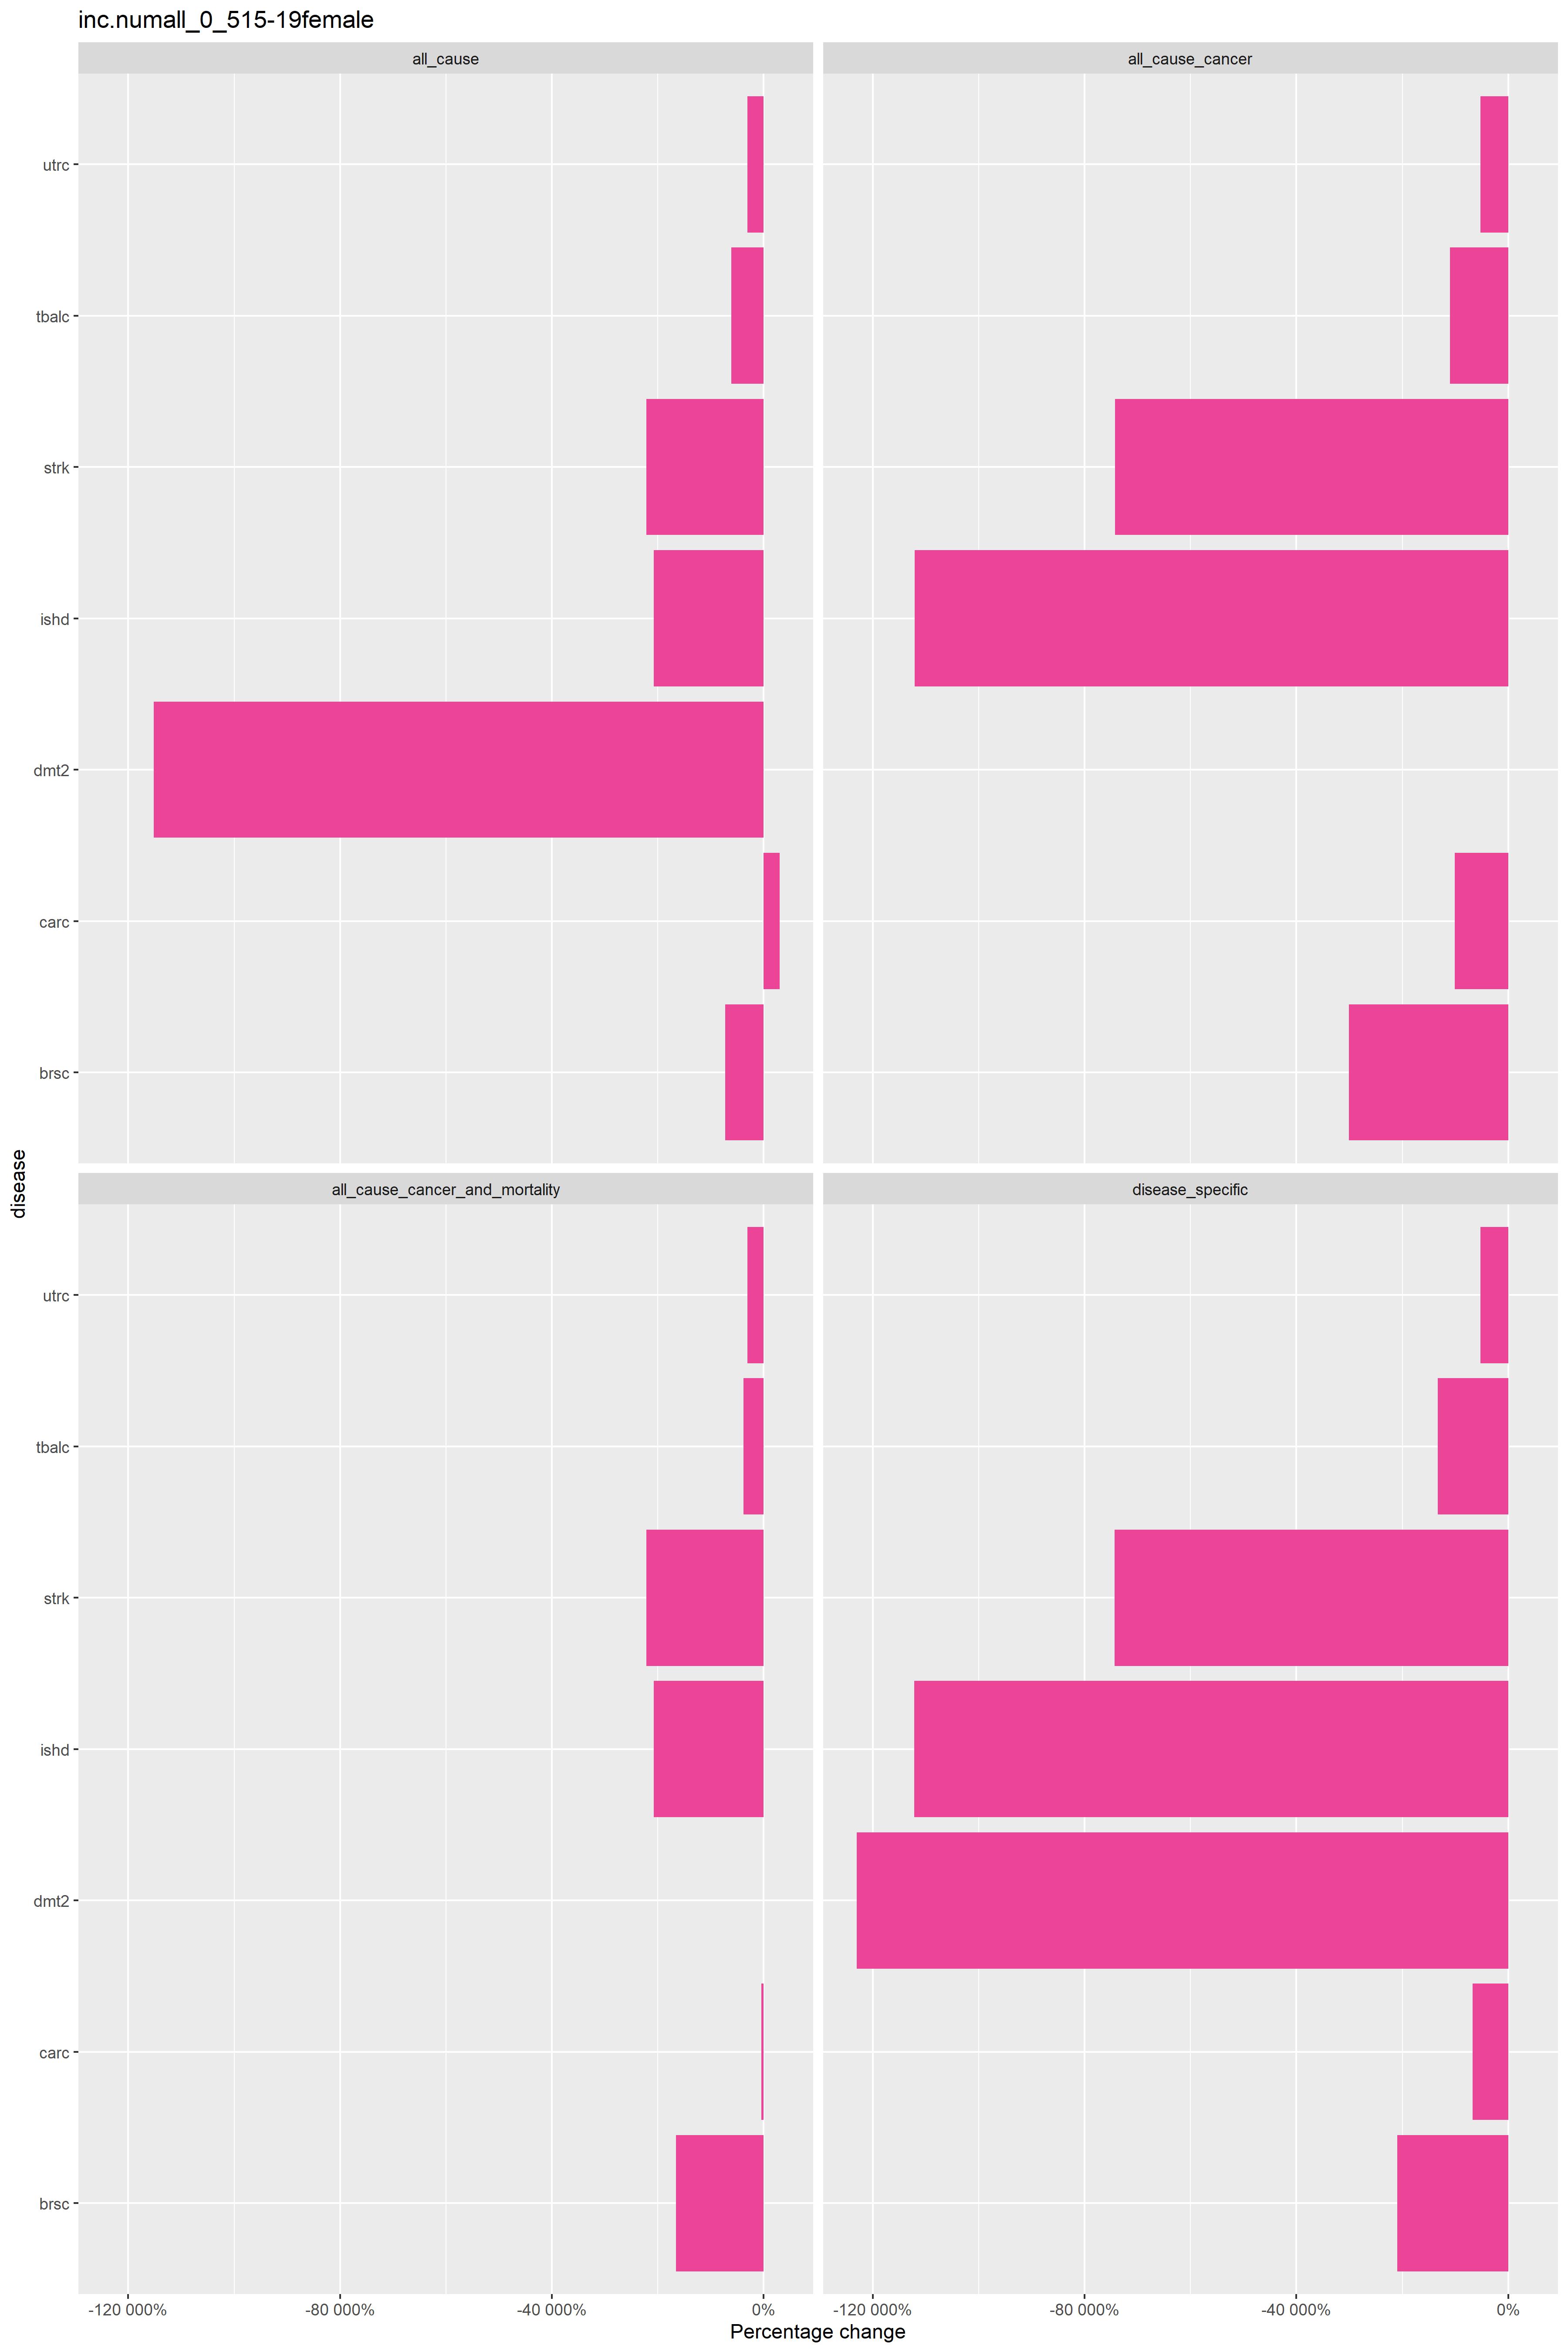 inc.numall_0_515-19female
all_cause
all_cause_cancer
utrc
tbalc
strk
ishd
dmt2
carc
brsc
disease
all_cause_cancer_and_mortality
disease_specific
utrc
tbalc
strk
ishd
dmt2
carc
brsc
-120 000%
-80 000%
-40 000%
0%
-120 000%
-80 000%
-40 000%
0%
Percentage change